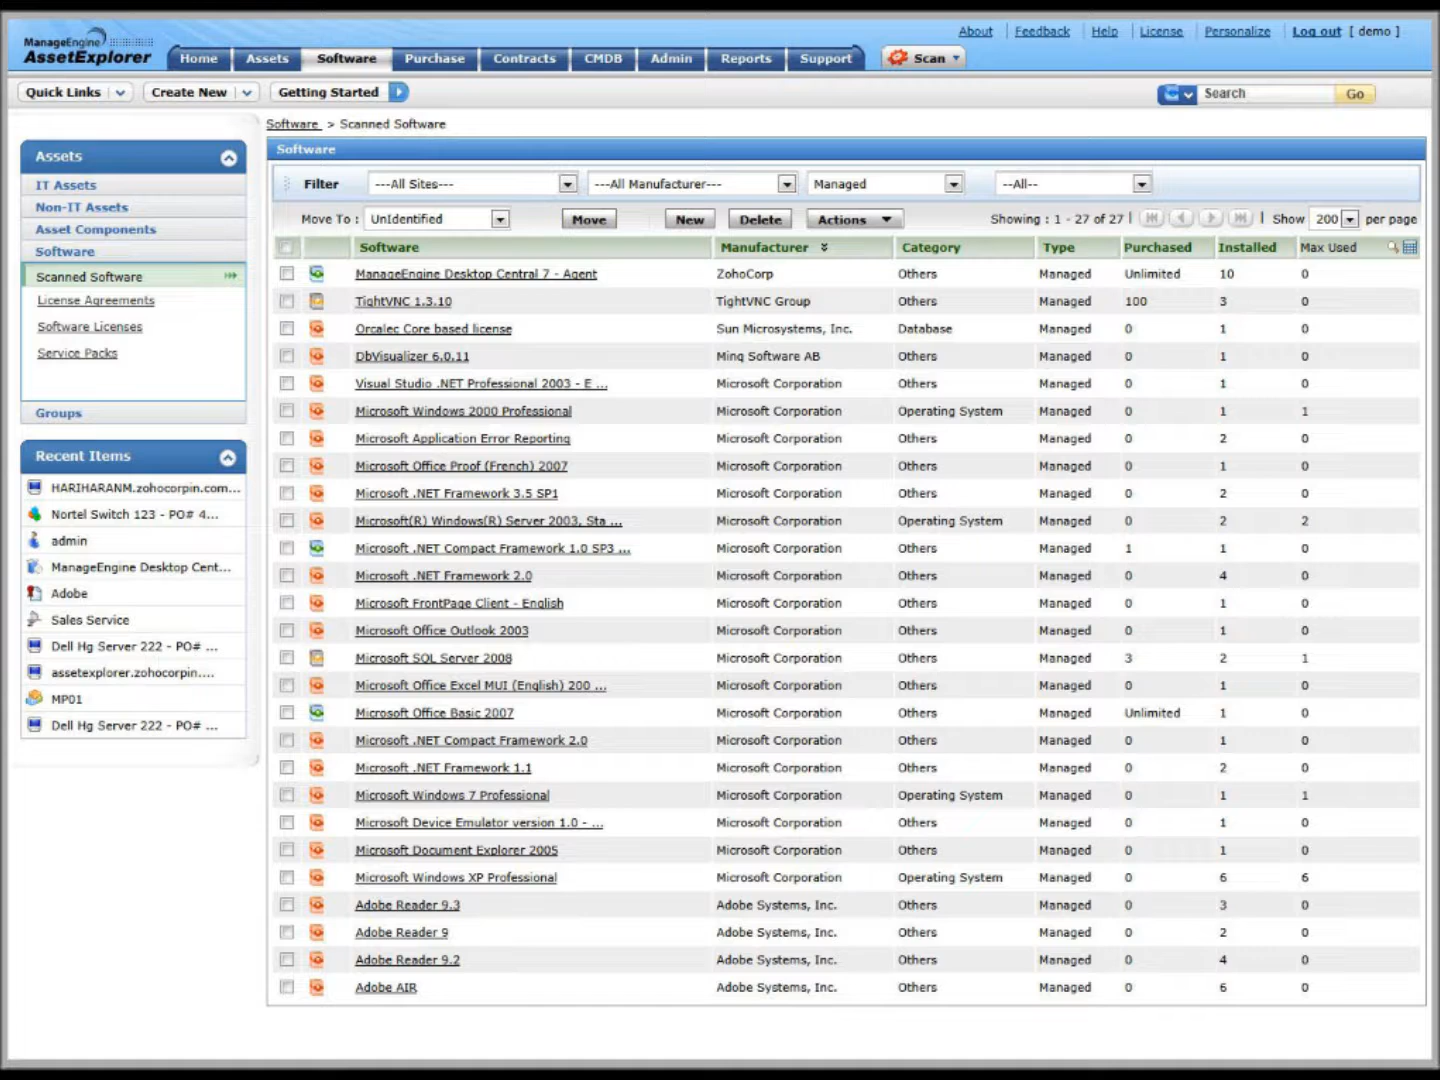 About Feedback Help License Personalize Log out [ demo ]
ManageEngine
AssetExplorer
Home Assets Software Purchase Contracts CMDB Admin Reports Support Scan
Quick Links Create New Getting Started Search Go
Software > Scanned Software
Assets
IT Assets
Non-IT Assets
Asset Components
Software
Scanned Software
License Agreements
Software Licenses
Service Packs
Groups
Recent Items
HARIHARANM.zohocorpin.com...
Nortel Switch 123 - PO# 4...
admin
ManageEngine Desktop Cent...
Adobe
Sales Service
Dell Hg Server 222 - PO# ...
assetexplorer.zohocorpin....
MP01
Dell Hg Server 222 - PO# ...
Software
Filter ---All Sites--- ---All Manufacturer--- Managed --All--
Move To : UnIdentified Move New Delete Actions Showing : 1 - 27 of 27 | | Show 200 per page
Software Manufacturer Category Type Purchased Installed Max Used
ManageEngine Desktop Central 7 - Agent ZohoCorp Others Managed Unlimited 10 0
TightVNC 1.3.10 TightVNC Group Others Managed 100 3 0
Orcalec Core based license Sun Microsystems, Inc. Database Managed 0 1 0
DbVisualizer 6.0.11 Minq Software AB Others Managed 0 1 0
Visual Studio .NET Professional 2003 - E ... Microsoft Corporation Others Managed 0 1 0
Microsoft Windows 2000 Professional Microsoft Corporation Operating System Managed 0 1 1
Microsoft Application Error Reporting Microsoft Corporation Others Managed 0 2 0
Microsoft Office Proof (French) 2007 Microsoft Corporation Others Managed 0 1 0
Microsoft .NET Framework 3.5 SP1 Microsoft Corporation Others Managed 0 2 0
Microsoft(R) Windows(R) Server 2003, Sta ... Microsoft Corporation Operating System Managed 0 2 2
Microsoft .NET Compact Framework 1.0 SP3 ... Microsoft Corporation Others Managed 1 1 0
Microsoft .NET Framework 2.0 Microsoft Corporation Others Managed 0 4 0
Microsoft FrontPage Client - English Microsoft Corporation Others Managed 0 1 0
Microsoft Office Outlook 2003 Microsoft Corporation Others Managed 0 1 0
Microsoft SQL Server 2008 Microsoft Corporation Others Managed 3 2 1
Microsoft Office Excel MUI (English) 200 ... Microsoft Corporation Others Managed 0 1 0
Microsoft Office Basic 2007 Microsoft Corporation Others Managed Unlimited 1 0
Microsoft .NET Compact Framework 2.0 Microsoft Corporation Others Managed 0 1 0
Microsoft .NET Framework 1.1 Microsoft Corporation Others Managed 0 2 0
Microsoft Windows 7 Professional Microsoft Corporation Operating System Managed 0 1 1
Microsoft Device Emulator version 1.0 - ... Microsoft Corporation Others Managed 0 1 0
Microsoft Document Explorer 2005 Microsoft Corporation Others Managed 0 1 0
Microsoft Windows XP Professional Microsoft Corporation Operating System Managed 0 6 6
Adobe Reader 9.3 Adobe Systems, Inc. Others Managed 0 3 0
Adobe Reader 9 Adobe Systems, Inc. Others Managed 0 2 0
Adobe Reader 9.2 Adobe Systems, Inc. Others Managed 0 4 0
Adobe AIR Adobe Systems, Inc. Others Managed 0 6 0